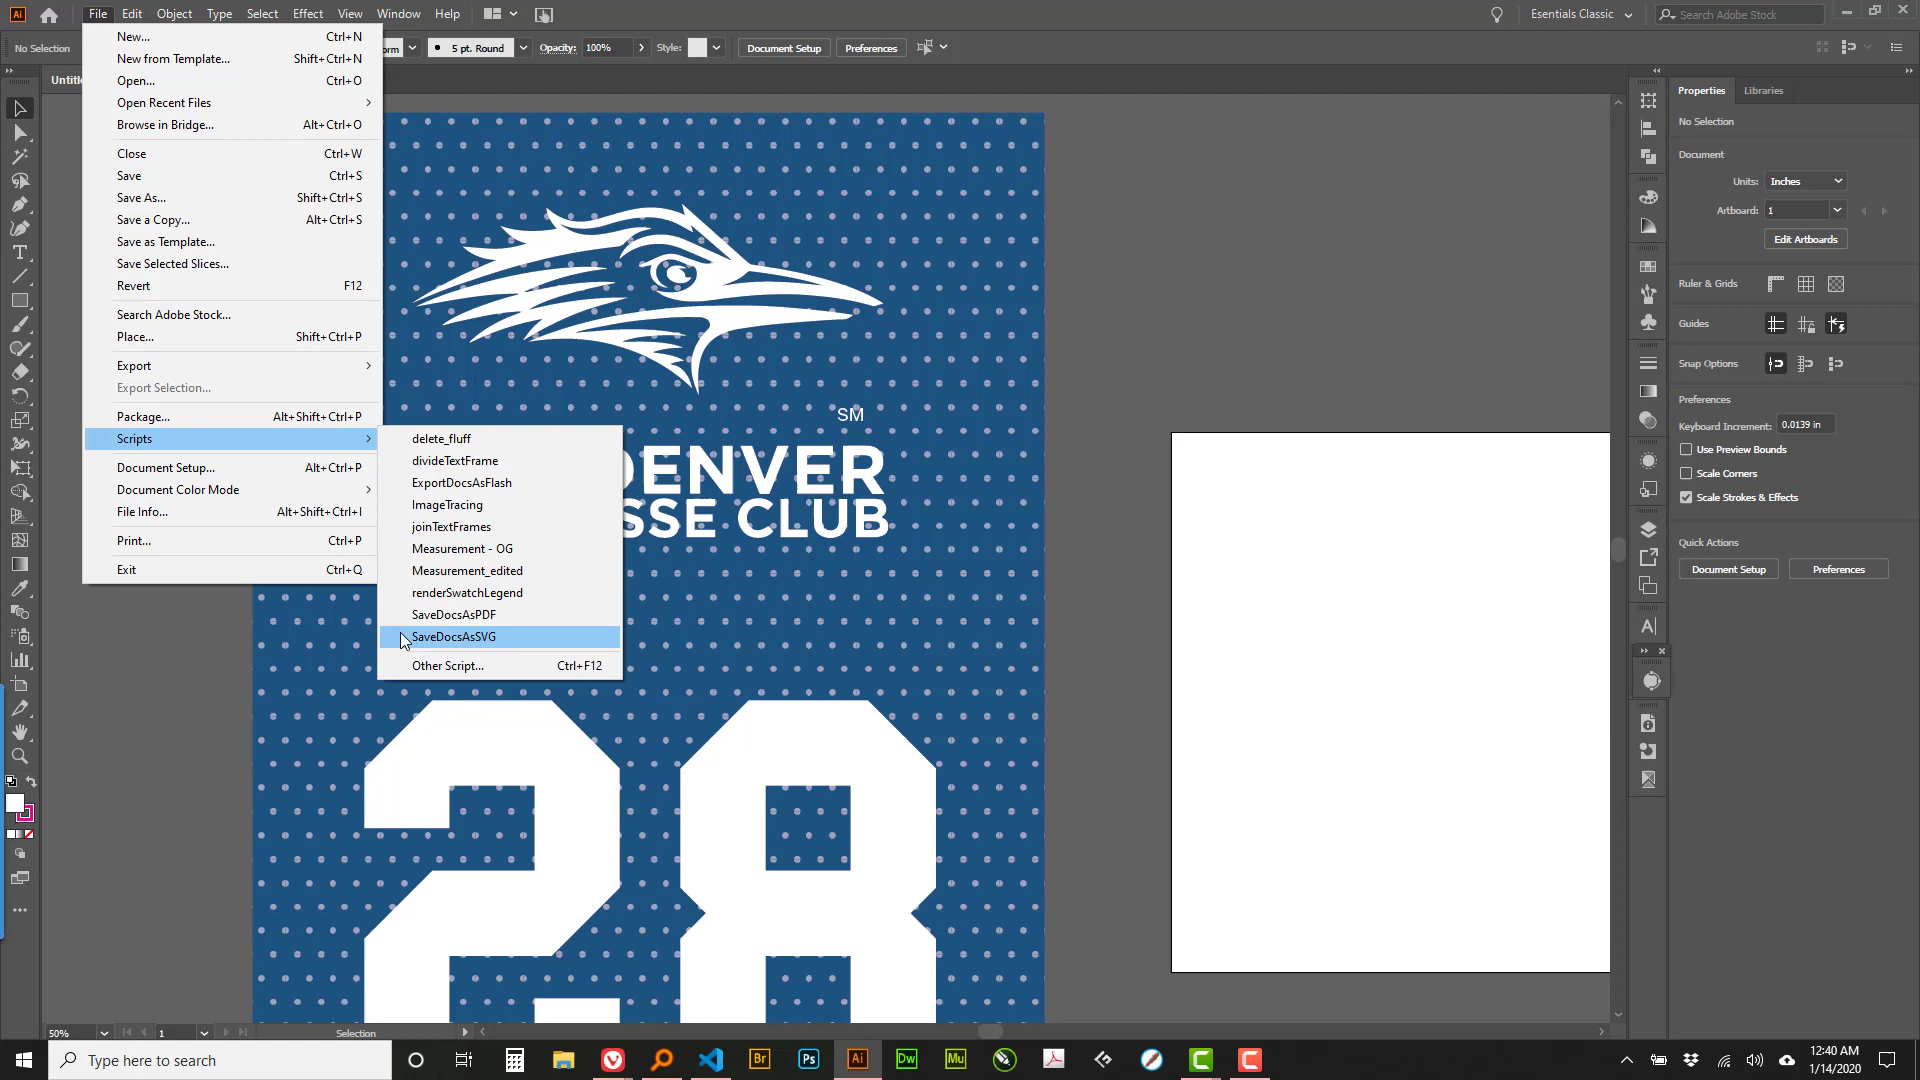 Ai File Edit Object Type Select Effect View Window Help
Esentials Classic
Search Adobe Stock
No Selection
orm
5 pt. Round
Opacity: 100%
Style:
Document Setup
Preferences
Untitle
New... Ctrl+N
New from Template... Shift+Ctrl+N
Open... Ctrl+O
Open Recent Files
Browse in Bridge... Alt+Ctrl+O
Close Ctrl+W
Save Ctrl+S
Save As... Shift+Ctrl+S
Save a Copy... Alt+Ctrl+S
Save as Template...
Save Selected Slices...
Revert F12
Search Adobe Stock...
Place... Shift+Ctrl+P
Export
Export Selection...
Package... Alt+Shift+Ctrl+P
Scripts
Document Setup... Alt+Ctrl+P
Document Color Mode
File Info... Alt+Shift+Ctrl+I
Print... Ctrl+P
Exit Ctrl+Q
delete_fluff
divideTextFrame
ExportDocsAsFlash
ImageTracing
joinTextFrames
Measurement - OG
Measurement_edited
renderSwatchLegend
SaveDocsAsPDF
SaveDocsAsSVG
Other Script... Ctrl+F12
SM
DENVER
SSE CLUB
28
Properties Libraries
No Selection
Document
Units: Inches
Artboard: 1
Edit Artboards
Ruler & Grids
Guides
Snap Options
Preferences
Keyboard Increment: 0.0139 in
Use Preview Bounds
Scale Corners
Scale Strokes & Effects
Quick Actions
Document Setup Preferences
50% 1 Selection
Type here to search
Br Ps Ai Dw Mu
12:40 AM
1/14/2020